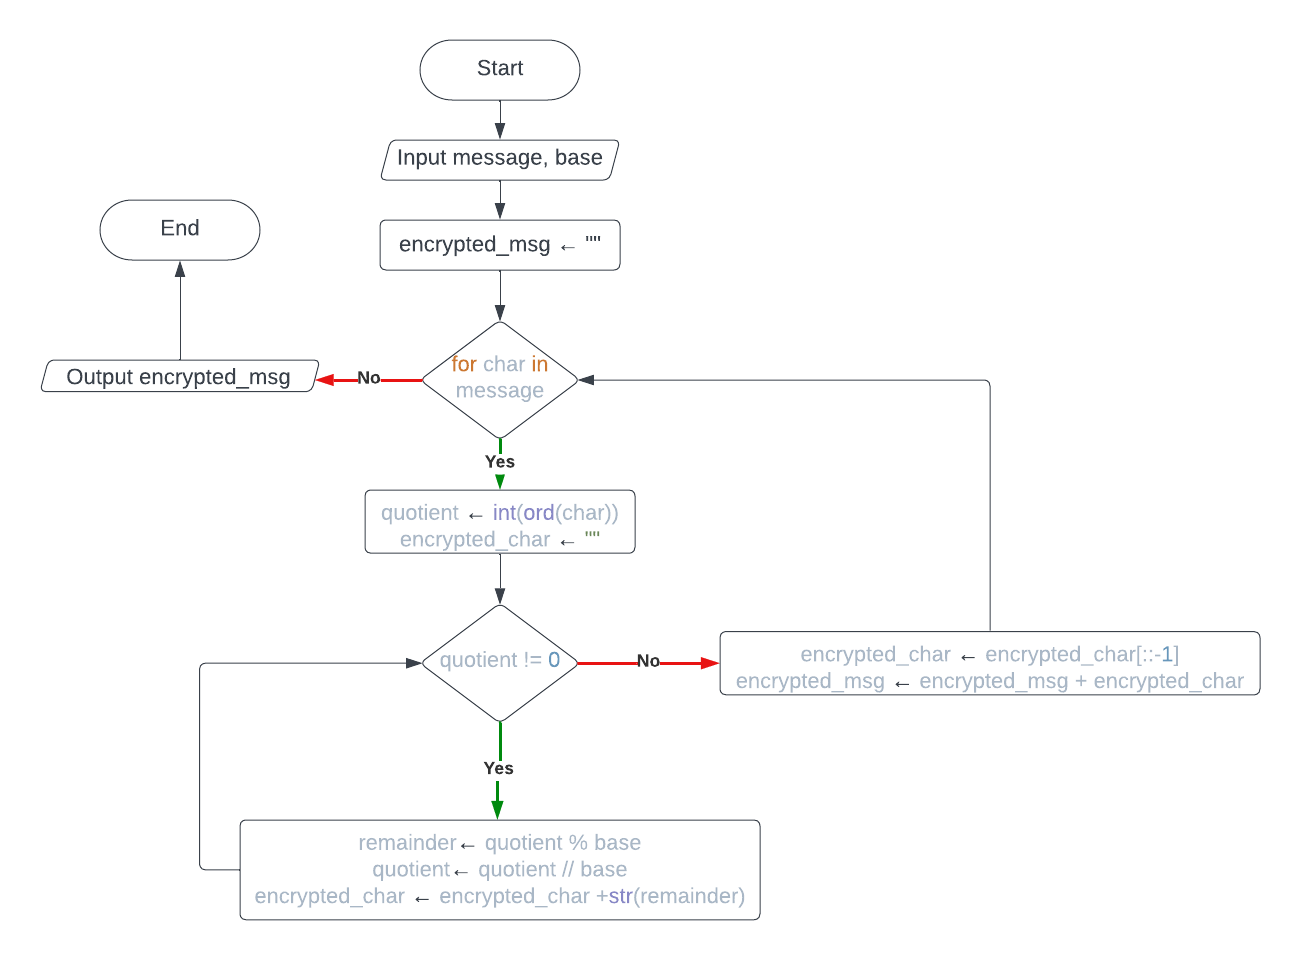 Start
Input message, base
encrypted_msg ← ""
End
for char in
message
No
Output encrypted_msg
Yes
quotient ← int(ord(char))
encrypted_char ← ""
quotient != 0
No
encrypted_char ← encrypted_char[::-1]
encrypted_msg ← encrypted_msg + encrypted_char
Yes
remainder← quotient % base
quotient← quotient // base
encrypted_char ← encrypted_char +str(remainder)